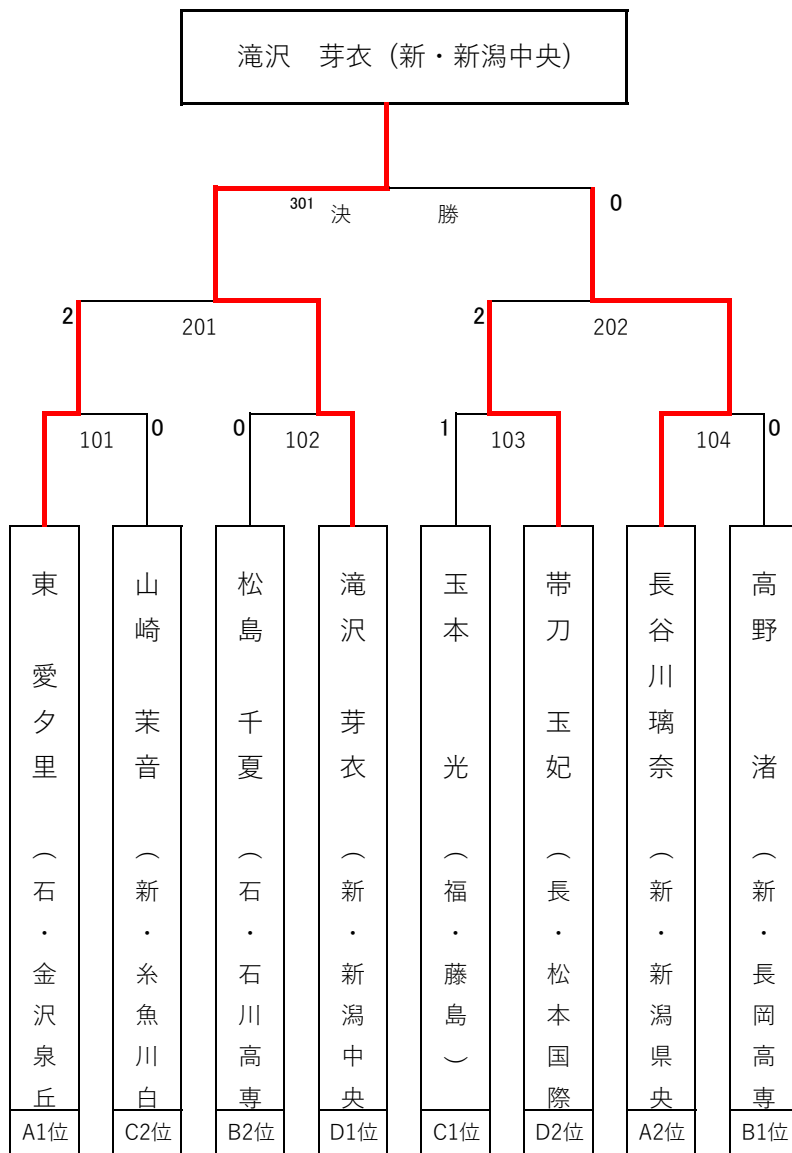 滝沢　芽衣（新・新潟中央）
301 決　勝 0
2 201 2 202
101 0 0 102 1 103 104 0
東　愛夕里（石・金沢泉丘
山崎　茉音（新・糸魚川白
松島　千夏（石・石川高専
滝沢　芽衣（新・新潟中央
玉本　光（福・藤島）
帯刀　玉妃（長・松本国際
長谷川璃奈（新・新潟県央
高野　渚（新・長岡高専
A1位 C2位 B2位 D1位 C1位 D2位 A2位 B1位